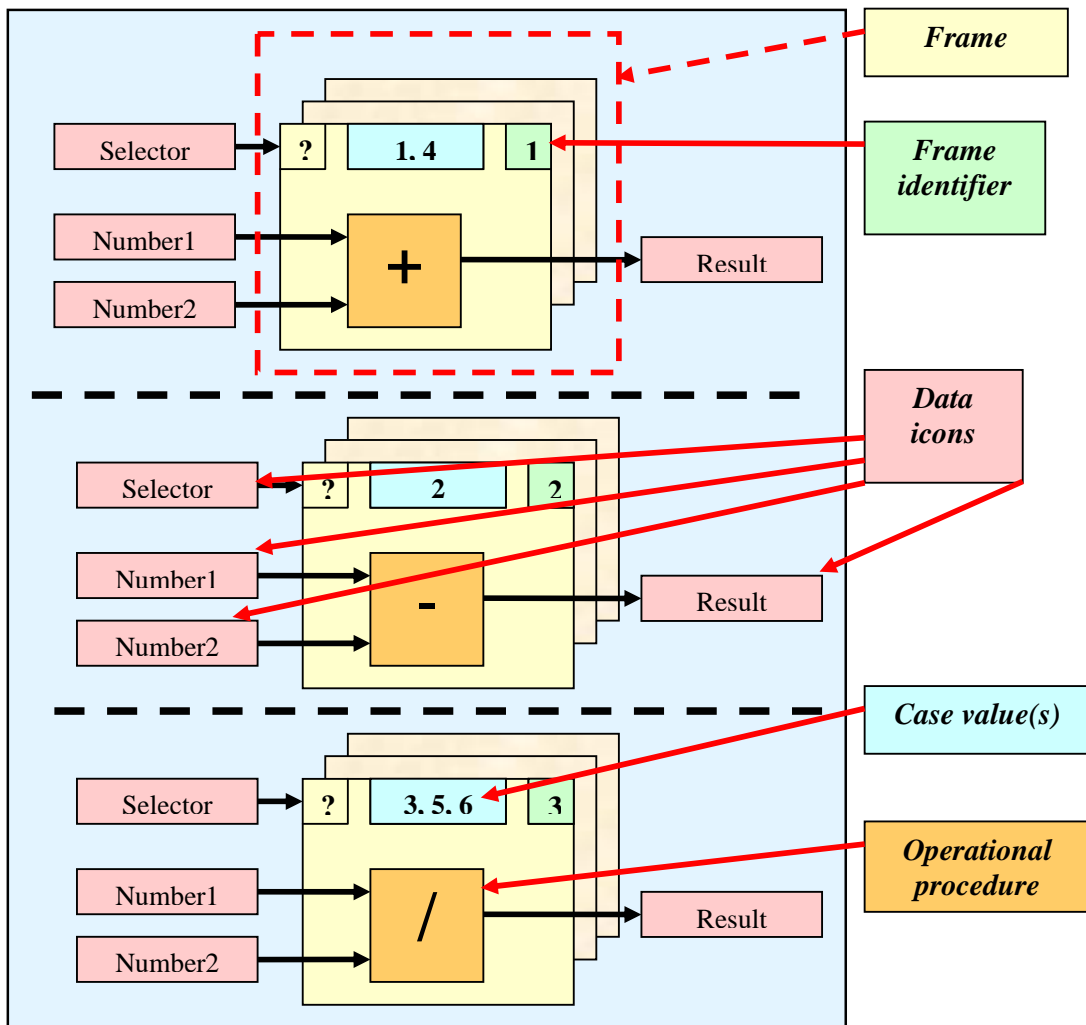 Frame
Selector
?
1, 4
1
Frame
identifier
Number1
+
Result
Number2
Data
icons
Selector
?
2
2
Number1
-
Result
Number2
Case value(s)
Selector
?
3, 5, 6
3
Operational
procedure
Number1
/
Result
Number2